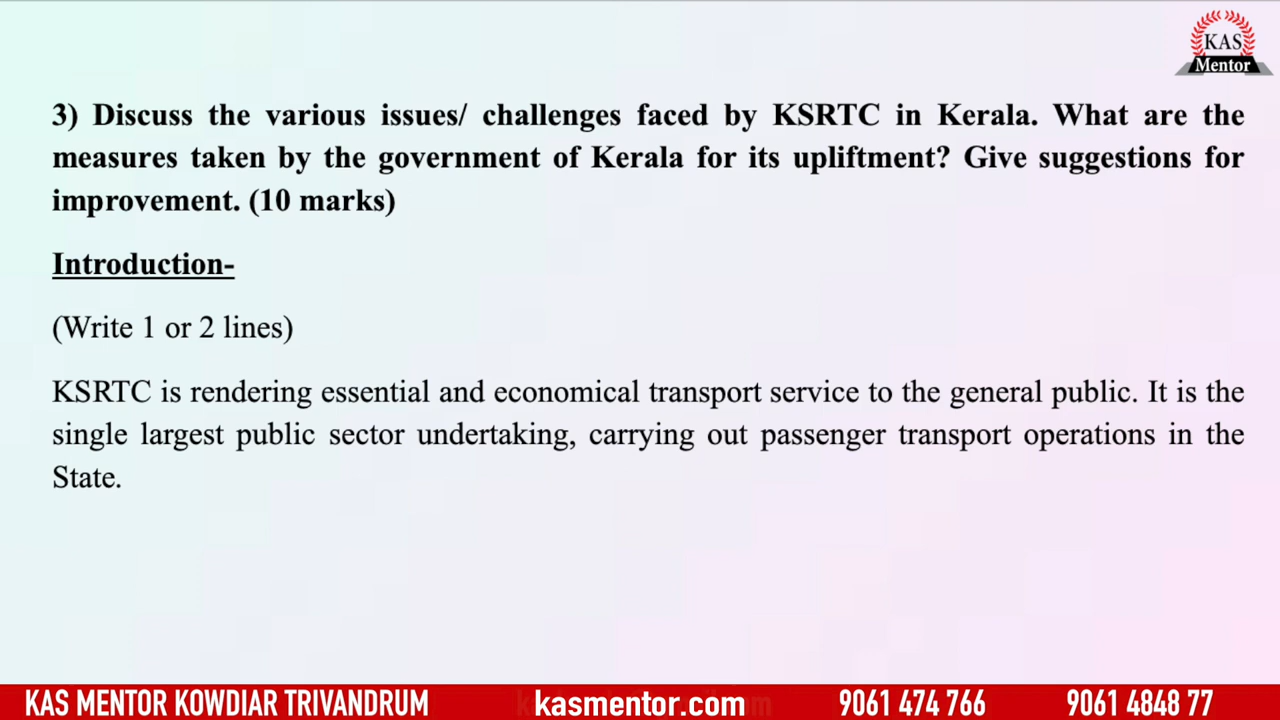 KAS
Mentor
3) Discuss the various issues/ challenges faced by KSRTC in Kerala. What are the
measures taken by the government of Kerala for its upliftment? Give suggestions for
improvement. (10 marks)
Introduction-
(Write 1 or 2 lines)
KSRTC is rendering essential and economical transport service to the general public. It is the
single largest public sector undertaking, carrying out passenger transport operations in the
State.
KAS MENTOR KOWDIAR TRIVANDRUM kasmentor.com 9061 474 766 9061 4848 77